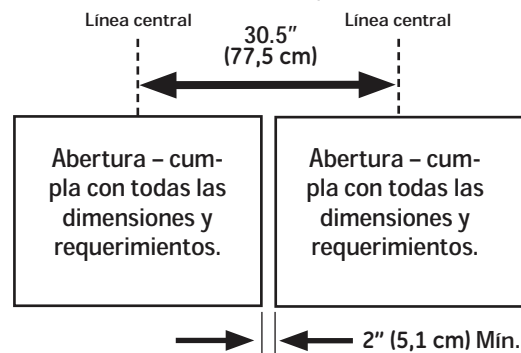 Línea central
Línea central
30.5"
(77,5 cm)
Abertura – cum-
pla con todas las
dimensiones y
requerimientos.
Abertura – cum-
pla con todas las
dimensiones y
requerimientos.
2" (5,1 cm) Mín.